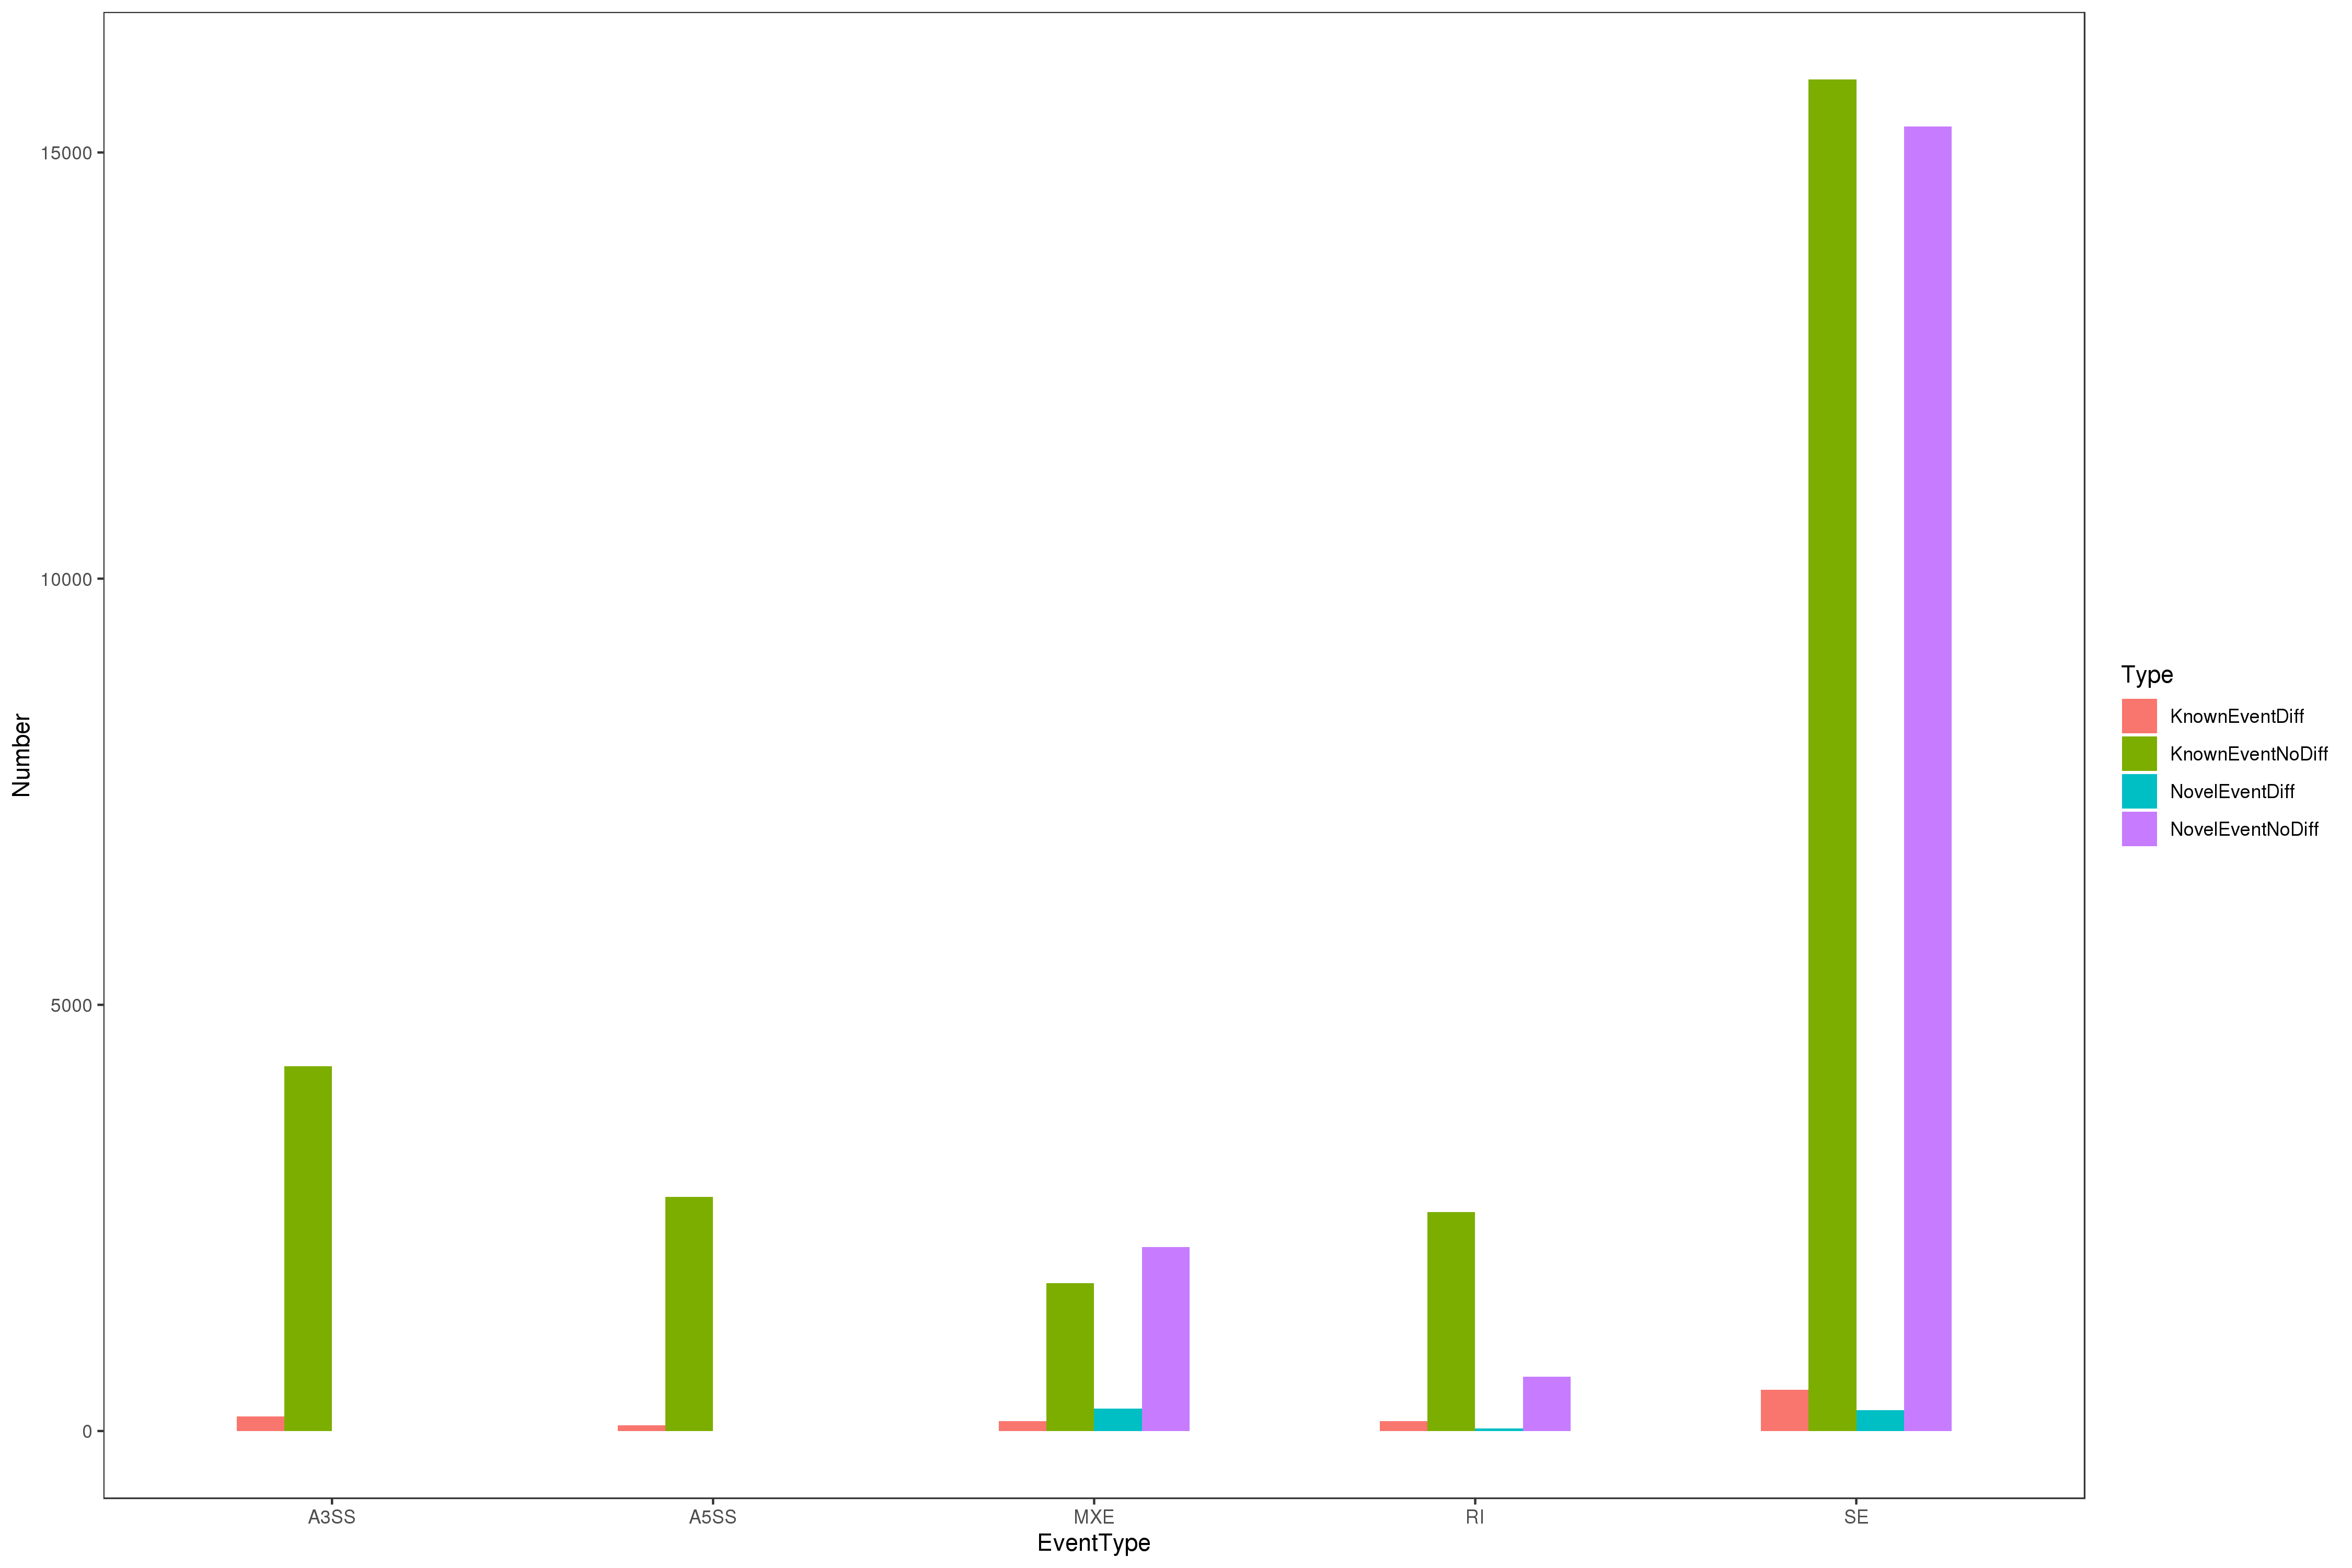 Number
15000
10000
5000
0
A3SS
A5SS
MXE
RI
SE
EventType
Type
KnownEventDiff
KnownEventNoDiff
NovelEventDiff
NovelEventNoDiff